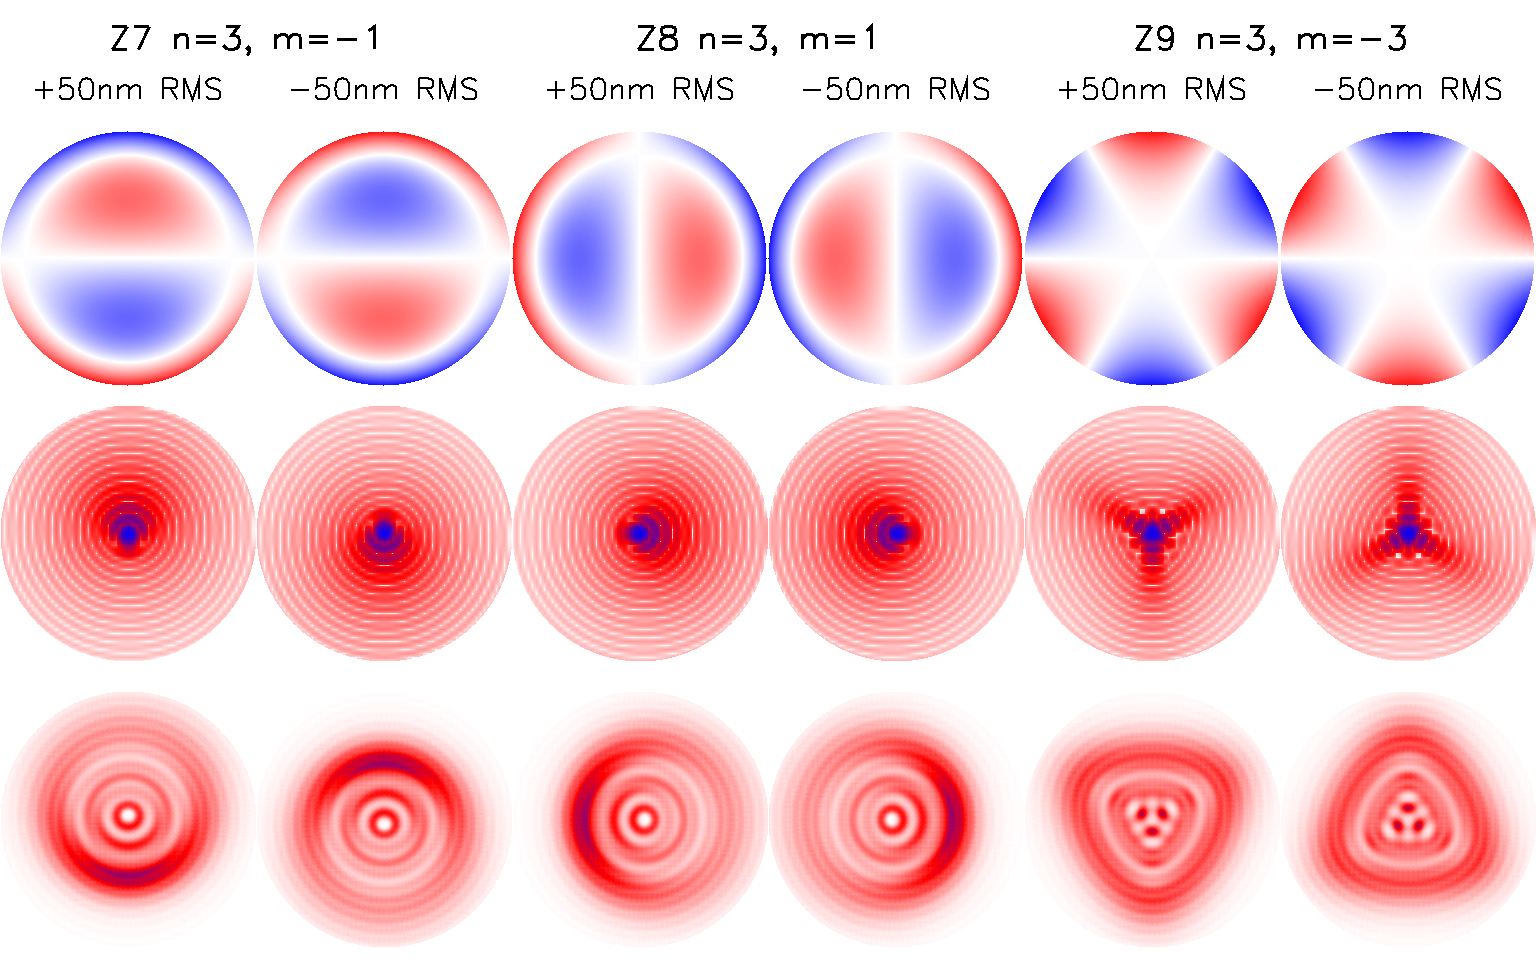 Z7 n=3, m=-1 Z8 n=3, m=1 Z9 n=3, m=-3
+50nm RMS -50nm RMS +50nm RMS -50nm RMS +50nm RMS -50nm RMS